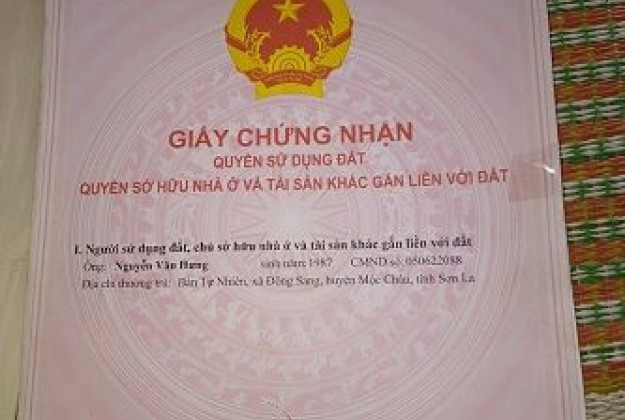 GIẤY CHỨNG NHẬN
QUYỀN SỬ DỤNG ĐẤT
QUYỀN SỞ HỮU NHÀ Ở VÀ TÀI SẢN KHÁC GẮN LIỀN VỚI ĐẤT
I. Người sử dụng đất, chủ sở hữu nhà ở và tài sản khác gắn liền với đất
Ông: Nguyễn Văn Hưng sinh năm: 1987 CMND số: 050622088
Địa chỉ thường trú: Bản Tự Nhiên, xã Đông Sang, huyện Mộc Châu, tỉnh Sơn La